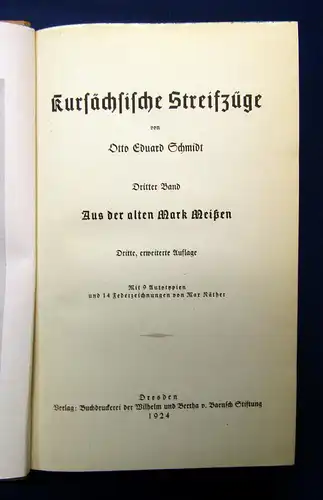 Kursächsische Streifzüge
von
Otto Eduard Schmidt
Dritter Band
Aus der alten Mark Meißen
Dritte, erweiterte Auflage
Mit 9 Autotypien
und 14 Federzeichnungen von Max Näther
Dresden
Verlag: Buchdruckerei der Wilhelm und Bertha v. Baensch Stiftung
1924